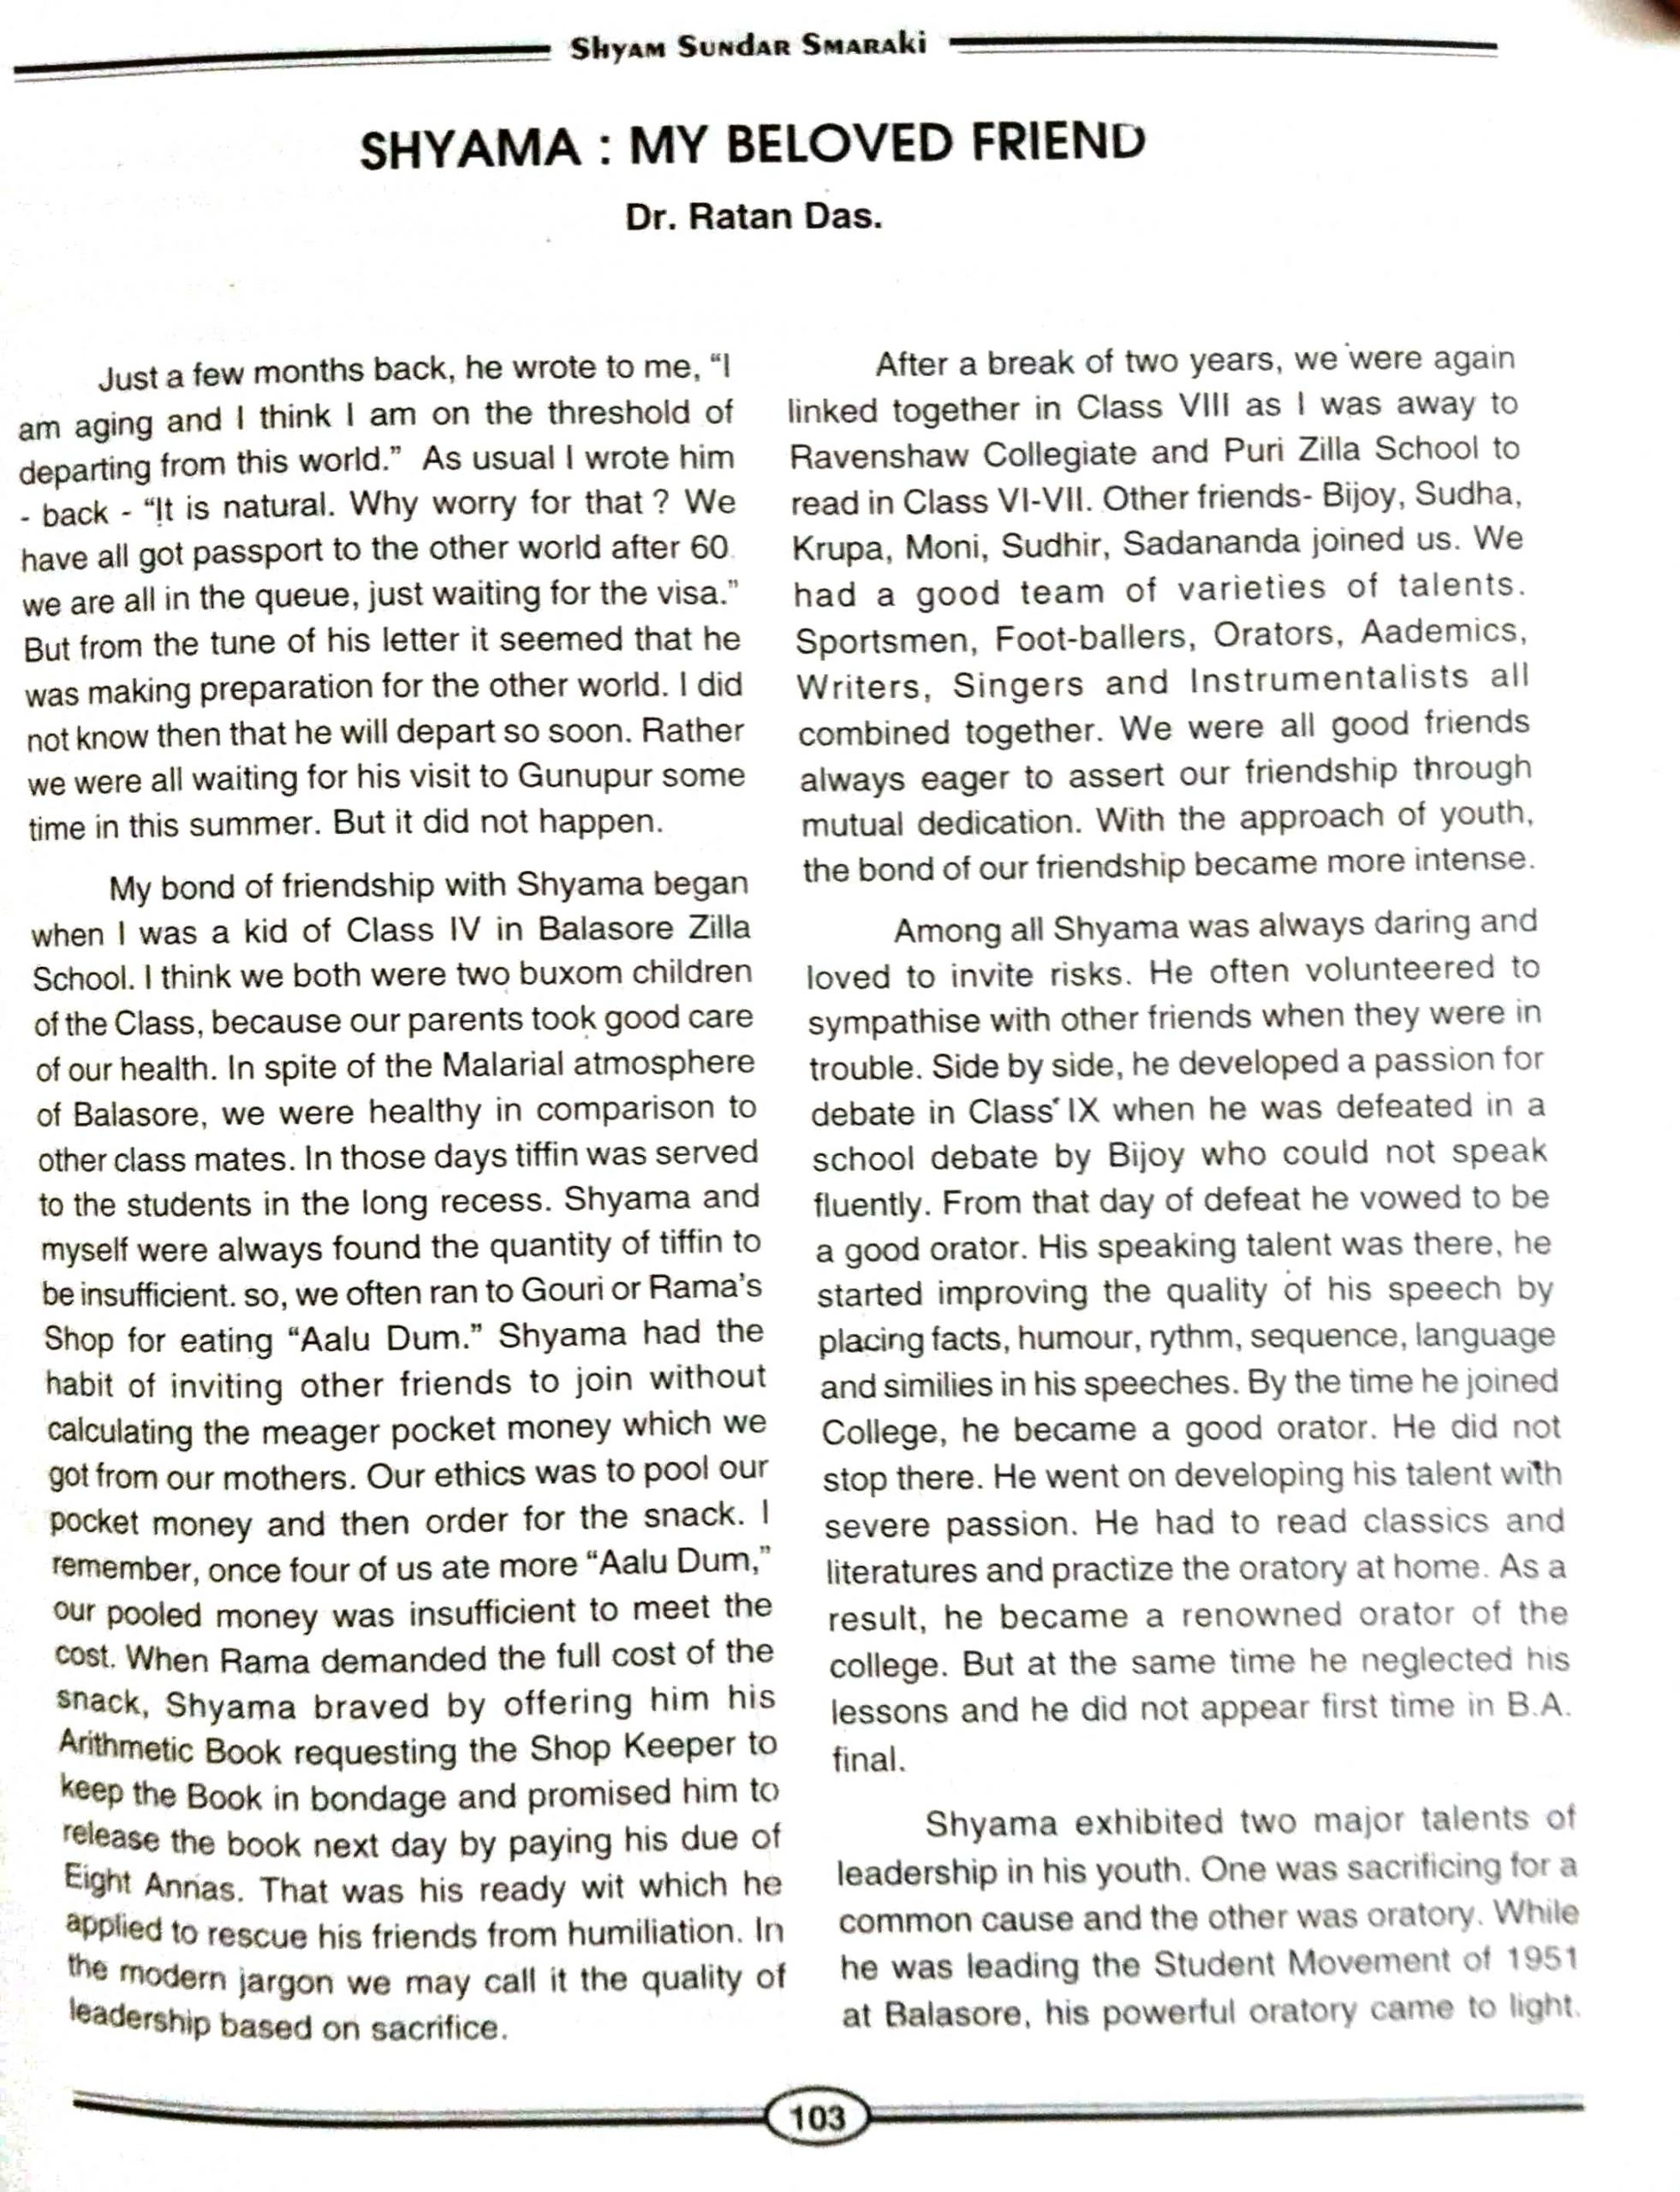 Shyam Sundar Smaraki
SHYAMA : MY BELOVED FRIEND
Dr. Ratan Das.
Just a few months back, he wrote to me, “I
am aging and I think I am on the threshold of
departing from this world.” As usual I wrote him
- back - “It is natural. Why worry for that ? We
have all got passport to the other world after 60
we are all in the queue, just waiting for the visa.”
But from the tune of his letter it seemed that he
was making preparation for the other world. I did
not know then that he will depart so soon. Rather
we were all waiting for his visit to Gunupur some
time in this summer. But it did not happen.
My bond of friendship with Shyama began
when I was a kid of Class IV in Balasore Zilla
School. I think we both were two buxom children
of the Class, because our parents took good care
of our health. In spite of the Malarial atmosphere
of Balasore, we were healthy in comparison to
other class mates. In those days tiffin was served
to the students in the long recess. Shyama and
myself were always found the quantity of tiffin to
be insufficient. so, we often ran to Gouri or Rama’s
Shop for eating “Aalu Dum.” Shyama had the
habit of inviting other friends to join without
calculating the meager pocket money which we
got from our mothers. Our ethics was to pool our
pocket money and then order for the snack. I
remember, once four of us ate more “Aalu Dum,”
our pooled money was insufficient to meet the
cost. When Rama demanded the full cost of the
snack, Shyama braved by offering him his
Arithmetic Book requesting the Shop Keeper to
keep the Book in bondage and promised him to
release the book next day by paying his due of
Eight Annas. That was his ready wit which he
applied to rescue his friends from humiliation. In
the modern jargon we may call it the quality of
leadership based on sacrifice.
After a break of two years, we were again
linked together in Class VIII as I was away to
Ravenshaw Collegiate and Puri Zilla School to
read in Class VI-VII. Other friends- Bijoy, Sudha,
Krupa, Moni, Sudhir, Sadananda joined us. We
had a good team of varieties of talents.
Sportsmen, Foot-ballers, Orators, Aademics,
Writers, Singers and Instrumentalists all
combined together. We were all good friends
always eager to assert our friendship through
mutual dedication. With the approach of youth,
the bond of our friendship became more intense.
Among all Shyama was always daring and
loved to invite risks. He often volunteered to
sympathise with other friends when they were in
trouble. Side by side, he developed a passion for
debate in Class IX when he was defeated in a
school debate by Bijoy who could not speak
fluently. From that day of defeat he vowed to be
a good orator. His speaking talent was there, he
started improving the quality of his speech by
placing facts, humour, rythm, sequence, language
and similies in his speeches. By the time he joined
College, he became a good orator. He did not
stop there. He went on developing his talent with
severe passion. He had to read classics and
literatures and practize the oratory at home. As a
result, he became a renowned orator of the
college. But at the same time he neglected his
lessons and he did not appear first time in B.A.
final.
Shyama exhibited two major talents of
leadership in his youth. One was sacrificing for a
common cause and the other was oratory. While
he was leading the Student Movement of 1951
at Balasore, his powerful oratory came to light.
103